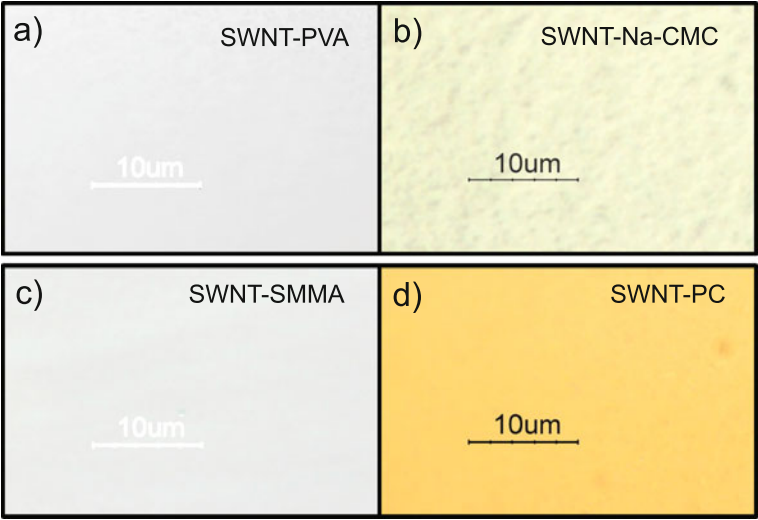 a)
SWNT-PVA
10um
b)
SWNT-Na-CMC
10um
c)
SWNT-SMMA
10um
d)
SWNT-PC
10um